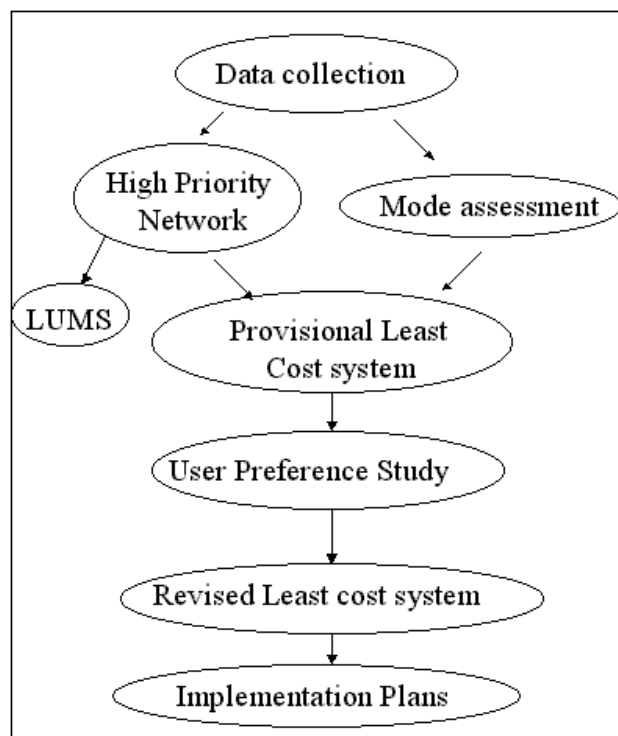 Data collection
High Priority
Network
Mode assessment
LUMS
Provisional Least
Cost system
User Preference Study
Revised Least cost system
Implementation Plans